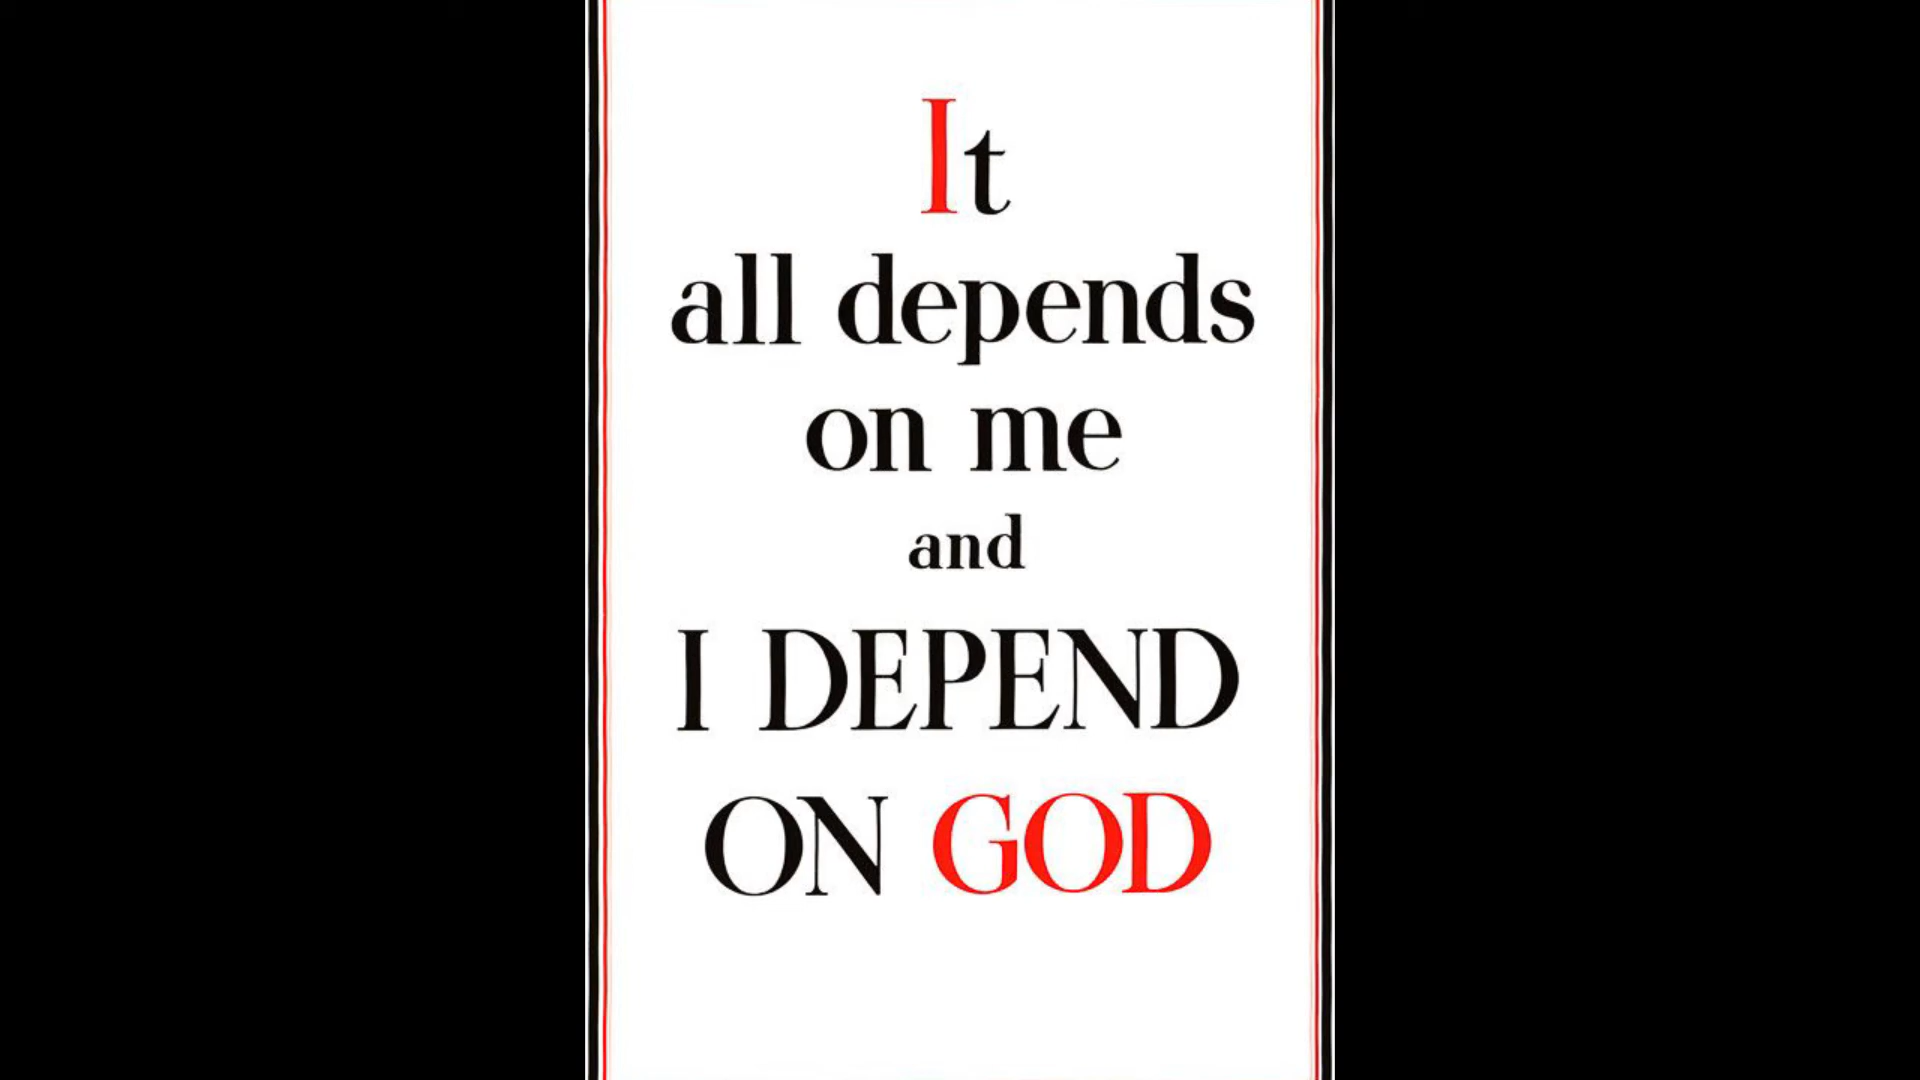 It
all depends
on me
and
I DEPEND
ON GOD